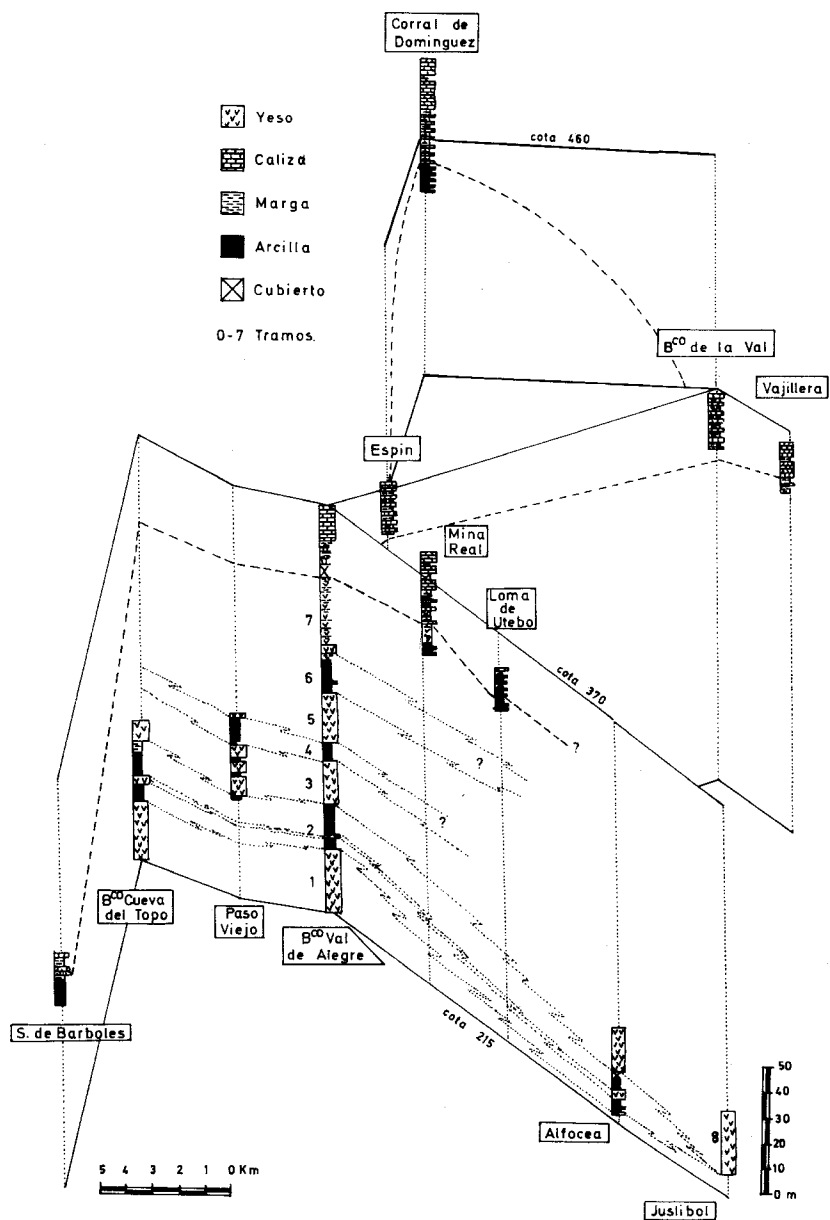 Corral de
Dominguez
Yeso
Caliza
Marga
Arcilla
Cubierto
0-7 Tramos.
cota 460
Bco de la Val
Vajillera
Espin
Mina
Real
Loma
de
Utebo
cota 370
7
6
5
4
3
2
1
?
?
?
Bco Cueva
del Topo
Paso
Viejo
Bco Val
de Alegre
S. de Barboles
cota 215
Alfocea
8
Juslibol
5 4 3 2 1 0 Km
50
40
30
20
10
0 m